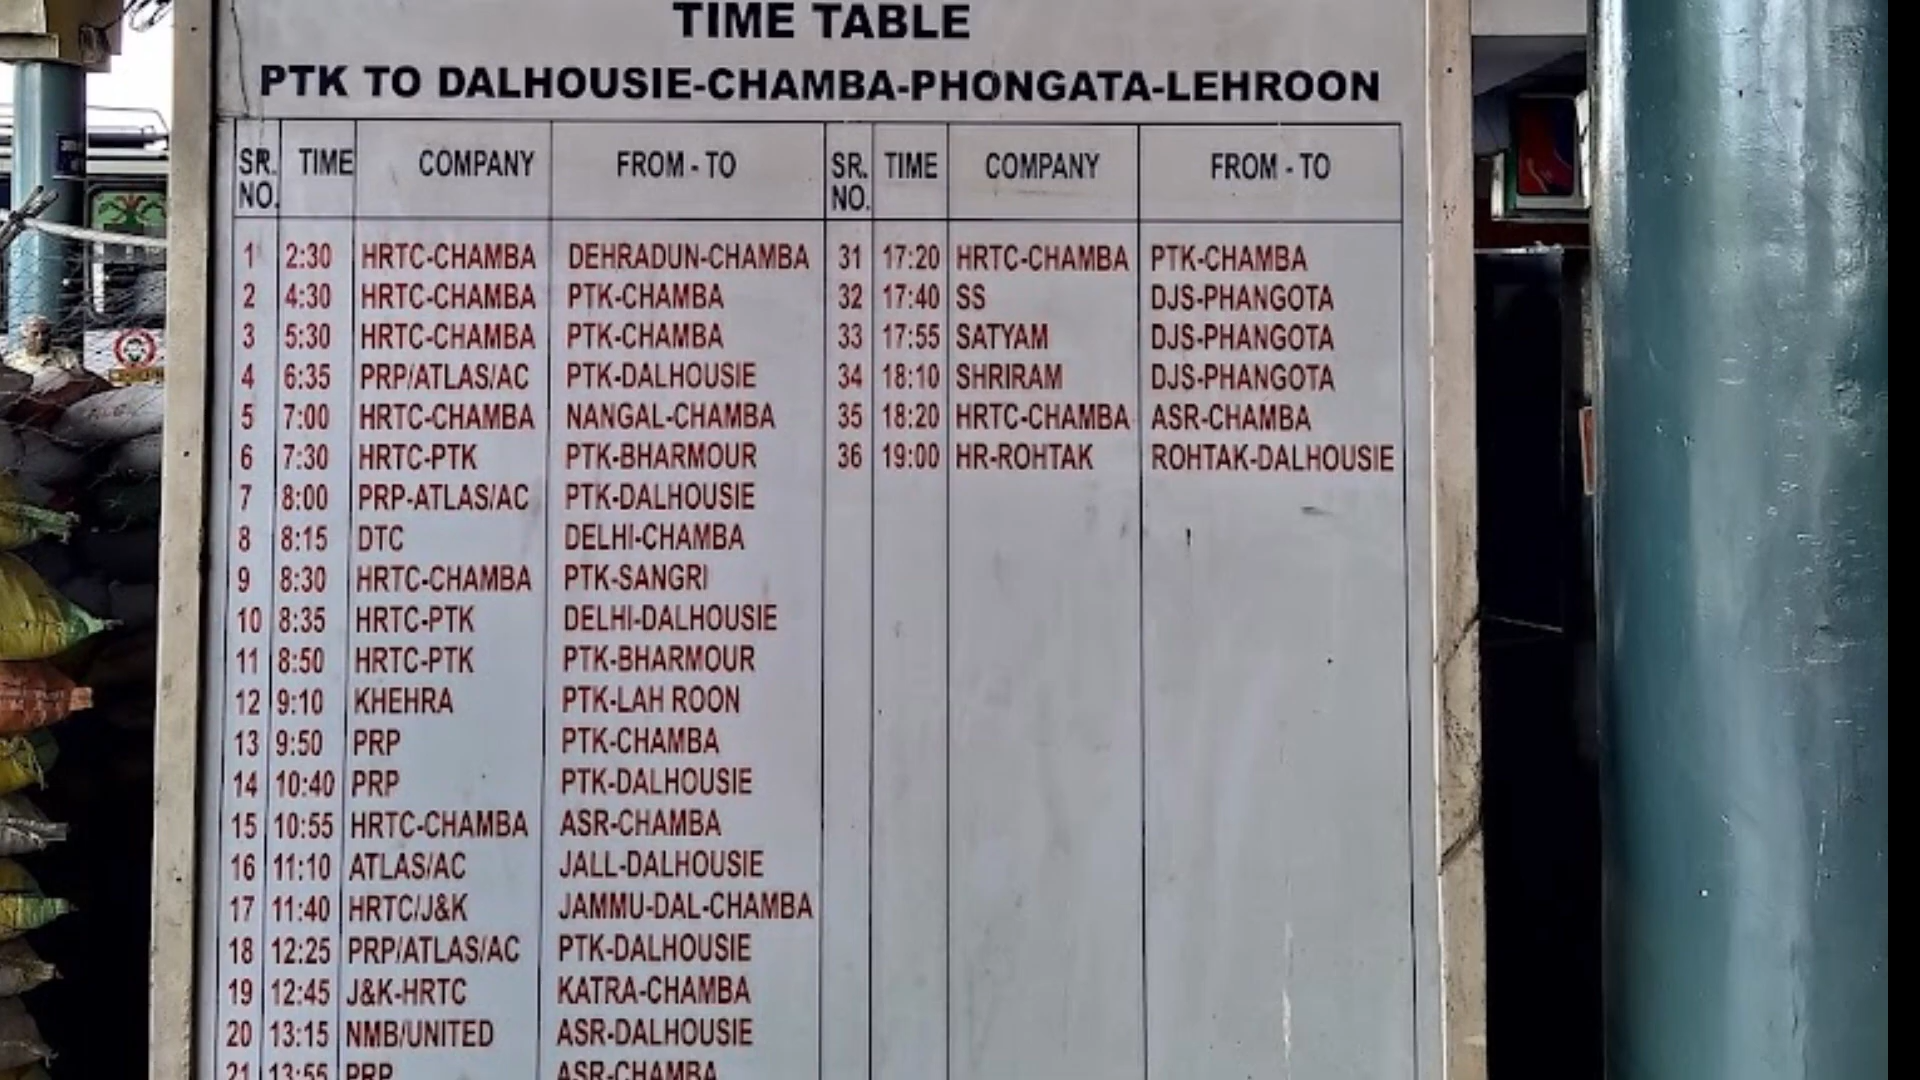 TIME TABLE
PTK TO DALHOUSIE-CHAMBA-PHONGATA-LEHROON
SR. NO. TIME COMPANY FROM - TO SR. NO. TIME COMPANY FROM - TO
1 2:30 HRTC-CHAMBA DEHRADUN-CHAMBA 31 17:20 HRTC-CHAMBA PTK-CHAMBA
2 4:30 HRTC-CHAMBA PTK-CHAMBA 32 17:40 SS DJS-PHANGOTA
3 5:30 HRTC-CHAMBA PTK-CHAMBA 33 17:55 SATYAM DJS-PHANGOTA
4 6:35 PRP/ATLAS/AC PTK-DALHOUSIE 34 18:10 SHRIRAM DJS-PHANGOTA
5 7:00 HRTC-CHAMBA NANGAL-CHAMBA 35 18:20 HRTC-CHAMBA ASR-CHAMBA
6 7:30 HRTC-PTK PTK-BHARMOUR 36 19:00 HR-ROHTAK ROHTAK-DALHOUSIE
7 8:00 PRP-ATLAS/AC PTK-DALHOUSIE
8 8:15 DTC DELHI-CHAMBA
9 8:30 HRTC-CHAMBA PTK-SANGRI
10 8:35 HRTC-PTK DELHI-DALHOUSIE
11 8:50 HRTC-PTK PTK-BHARMOUR
12 9:10 KHEHRA PTK-LAH ROON
13 9:50 PRP PTK-CHAMBA
14 10:40 PRP PTK-DALHOUSIE
15 10:55 HRTC-CHAMBA ASR-CHAMBA
16 11:10 ATLAS/AC JALL-DALHOUSIE
17 11:40 HRTC/J&K JAMMU-DAL-CHAMBA
18 12:25 PRP/ATLAS/AC PTK-DALHOUSIE
19 12:45 J&K-HRTC KATRA-CHAMBA
20 13:15 NMB/UNITED ASR-DALHOUSIE
21 13:55 PRP ASR-CHAMBA